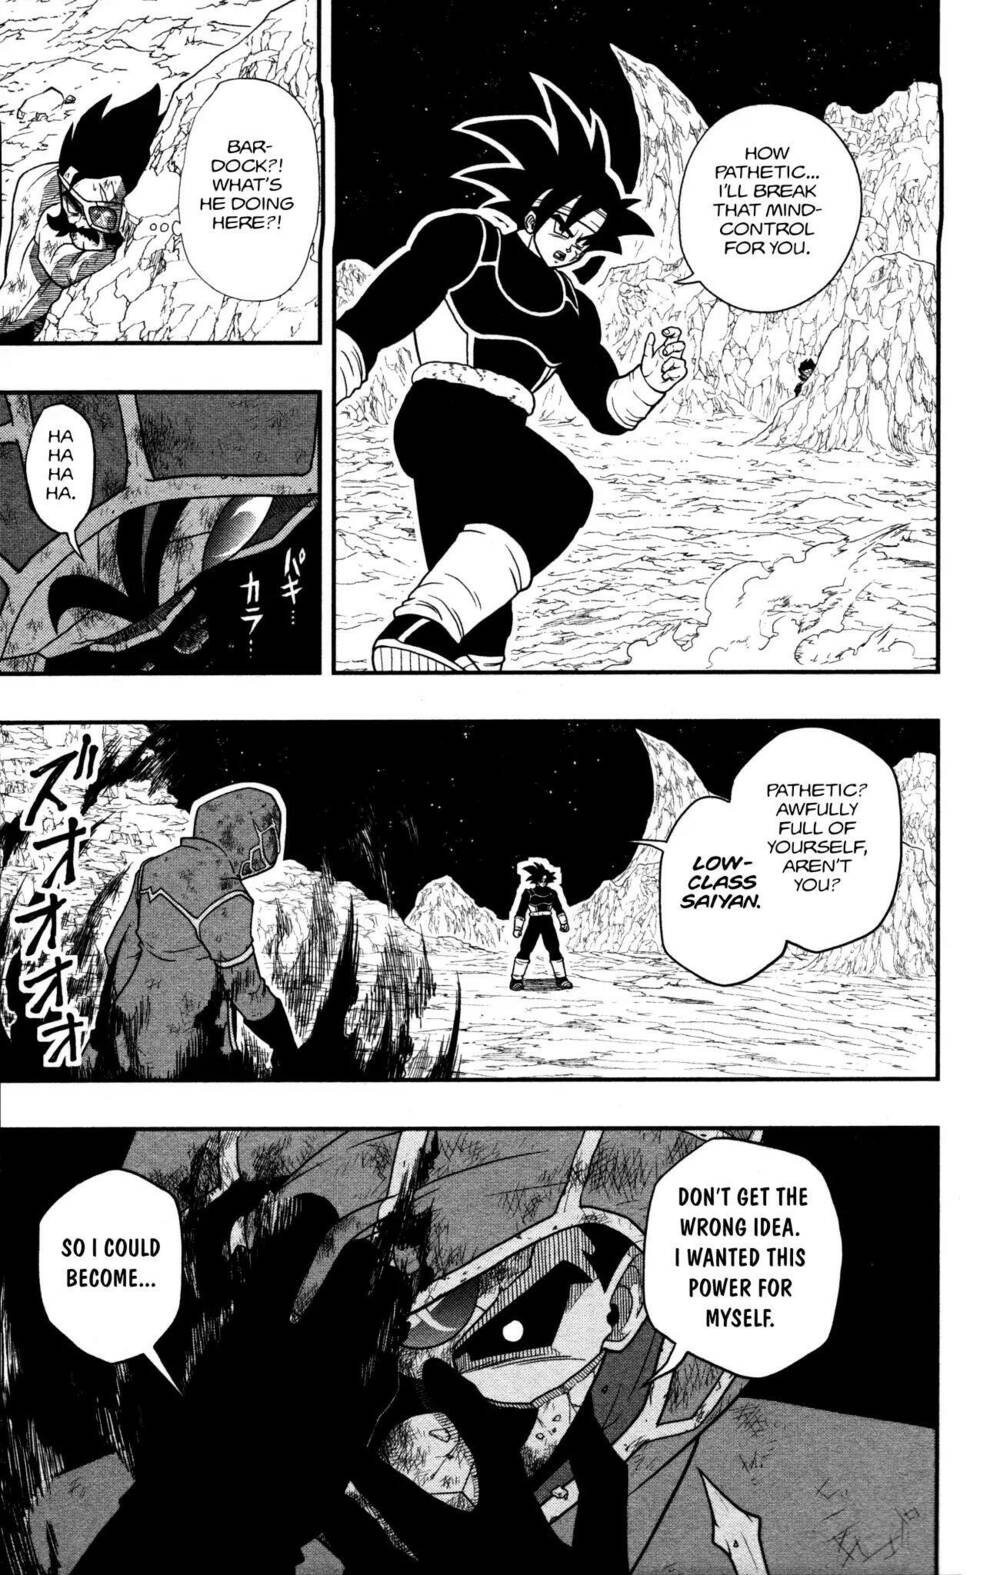 HOW
PATHETIC...
I'LL BREAK
THAT MIND-
CONTROL
FOR YOU.
BAR-
DOCK?!
WHAT'S
HE DOING
HERE?!
...
HA
HA
HA
HA.
パキ...
カラ...
PATHETIC?
AWFULLY
FULL OF
YOURSELF,
AREN'T
YOU?
LOW-
CLASS
SAIYAN.
ズオオオオオ
DON'T GET THE
WRONG IDEA.
I WANTED THIS
POWER FOR
MYSELF.
SO I COULD
BECOME...